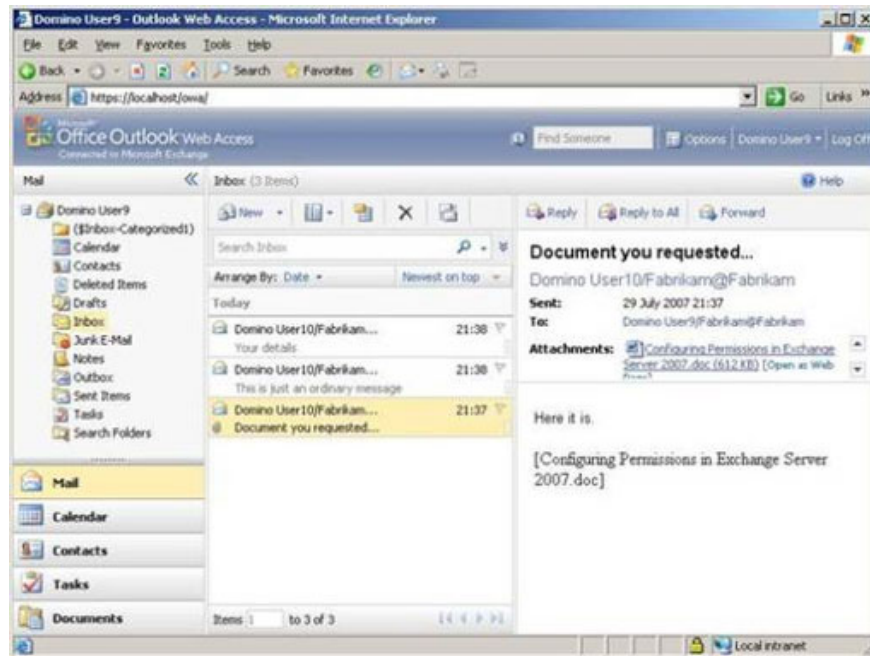 Domino User9 - Outlook Web Access - Microsoft Internet Explorer
File Edit View Favorites Tools Help
Back Search Favorites
Address https://localhost/owa/ Go Links »
Microsoft
Office Outlook Web Access
Connected to Microsoft Exchange
Find Someone Options Domino User9 Log Off
Mail « Inbox (3 Items) Help
Domino User9
($Inbox-Categorized1)
Calendar
Contacts
Deleted Items
Drafts
Inbox
Junk E-Mail
Notes
Outbox
Sent Items
Tasks
Search Folders
Mail
Calendar
Contacts
Tasks
Documents
New
Search Inbox
Arrange By: Date Newest on top
Today
Domino User10/Fabrikam... 21:38
Your details
Domino User10/Fabrikam... 21:38
This is just an ordinary message
Domino User10/Fabrikam... 21:37
Document you requested...
Items 1 to 3 of 3
Reply Reply to All Forward
Document you requested...
Domino User10/Fabrikam@Fabrikam
Sent: 29 July 2007 21:37
To: Domino User9/Fabrikam@Fabrikam
Attachments: Configuring Permissions in Exchange
Server 2007.doc (612 KB) [Open as Web
Here it is.
[Configuring Permissions in Exchange Server
2007.doc]
Local intranet